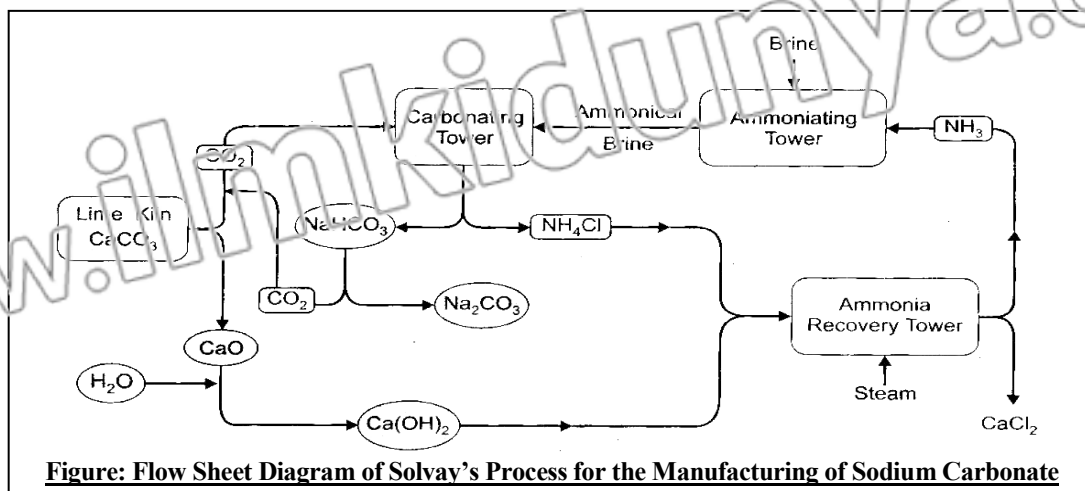 www.ilmkidunya.c
Brine
Carbonating
Tower
Ammonical
Brine
Ammoniating
Tower
NH₃
CO₂
Lime Kiln
CaCO₃
NaHCO₃
NH₄Cl
CO₂
Na₂CO₃
Ammonia
Recovery Tower
CaO
H₂O
Steam
Ca(OH)₂
CaCl₂
Figure: Flow Sheet Diagram of Solvay's Process for the Manufacturing of Sodium Carbonate